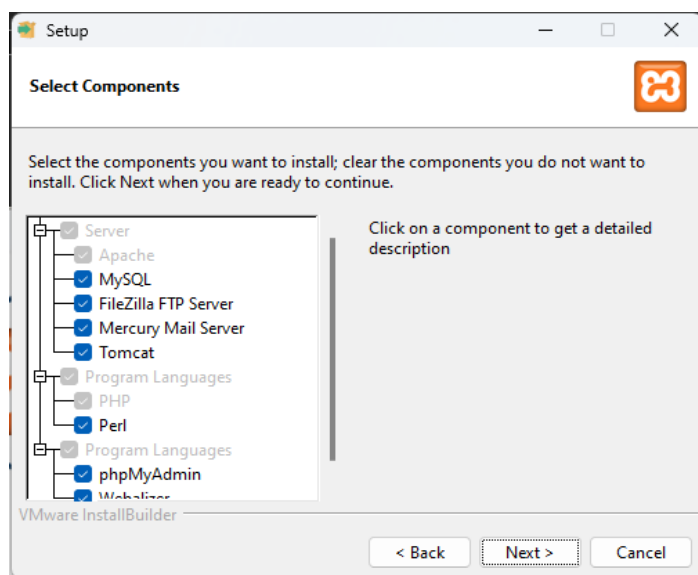 Setup
Select Components
Select the components you want to install; clear the components you do not want to
install. Click Next when you are ready to continue.
Server
Apache
MySQL
FileZilla FTP Server
Mercury Mail Server
Tomcat
Program Languages
PHP
Perl
Program Languages
phpMyAdmin
Webalizer
Click on a component to get a detailed
description
VMware InstallBuilder
< Back
Next >
Cancel